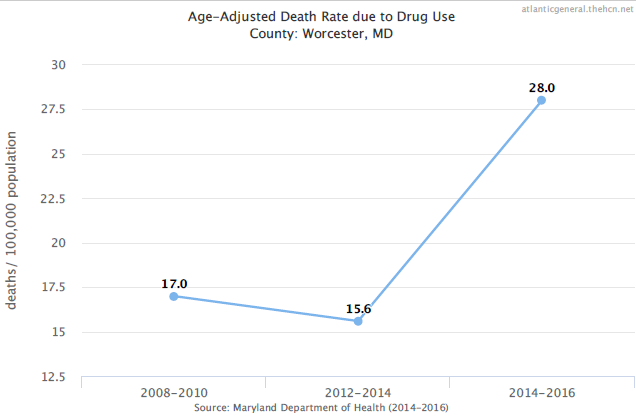 atlanticgeneral.thehcn.net
Age-Adjusted Death Rate due to Drug Use
County: Worcester, MD
deaths/ 100,000 population
30
27.5
25
22.5
20
17.5
15
12.5
17.0
15.6
28.0
2008-2010
2012-2014
2014-2016
Source: Maryland Department of Health (2014-2016)